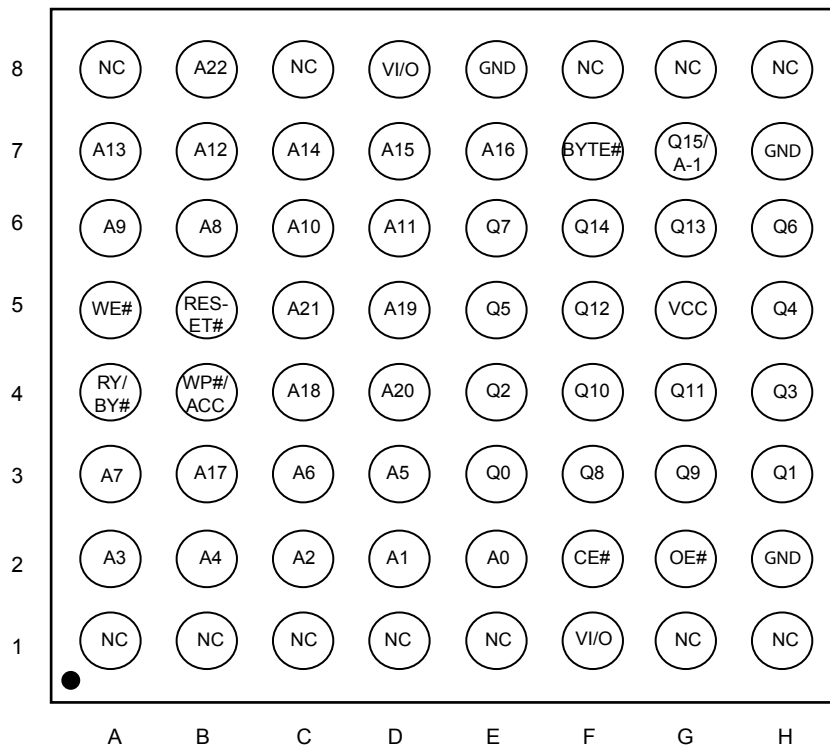 8 NC A22 NC VI/O GND NC NC NC
7 A13 A12 A14 A15 A16 BYTE# Q15/A-1 GND
6 A9 A8 A10 A11 Q7 Q14 Q13 Q6
5 WE# RES-ET# A21 A19 Q5 Q12 VCC Q4
4 RY/BY# WP#/ACC A18 A20 Q2 Q10 Q11 Q3
3 A7 A17 A6 A5 Q0 Q8 Q9 Q1
2 A3 A4 A2 A1 A0 CE# OE# GND
1 NC NC NC NC NC VI/O NC NC
A B C D E F G H